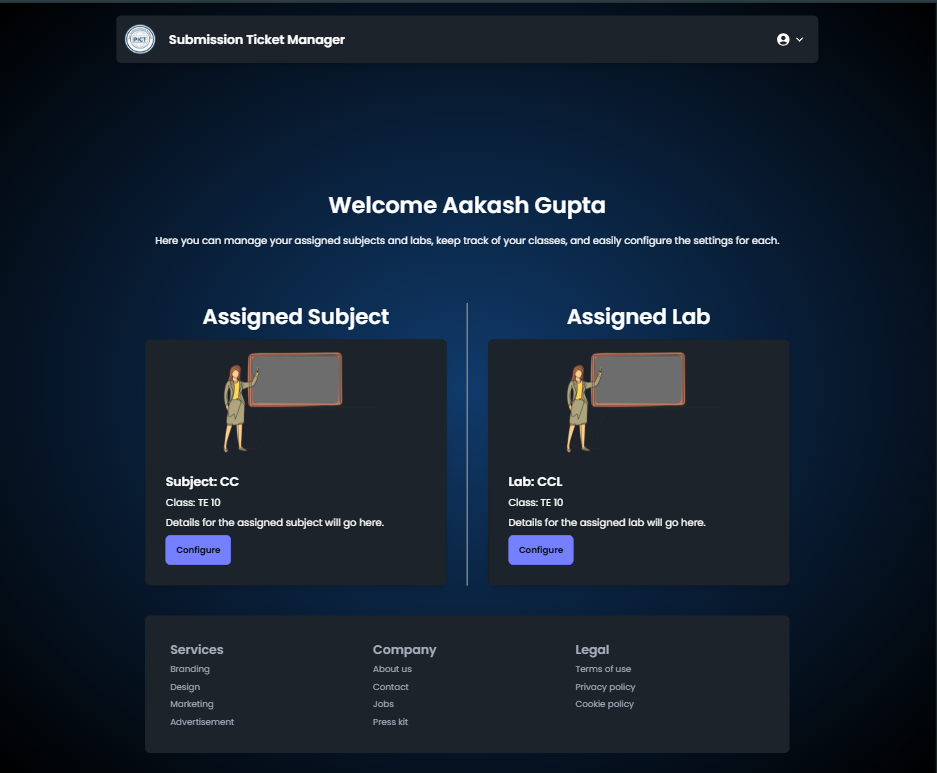 PICT
Submission Ticket Manager
Welcome Aakash Gupta
Here you can manage your assigned subjects and labs, keep track of your classes, and easily configure the settings for each.
Assigned Subject
Subject: CC
Class: TE 10
Details for the assigned subject will go here.
Configure
Assigned Lab
Lab: CCL
Class: TE 10
Details for the assigned lab will go here.
Configure
Services
Branding
Design
Marketing
Advertisement
Company
About us
Contact
Jobs
Press kit
Legal
Terms of use
Privacy policy
Cookie policy